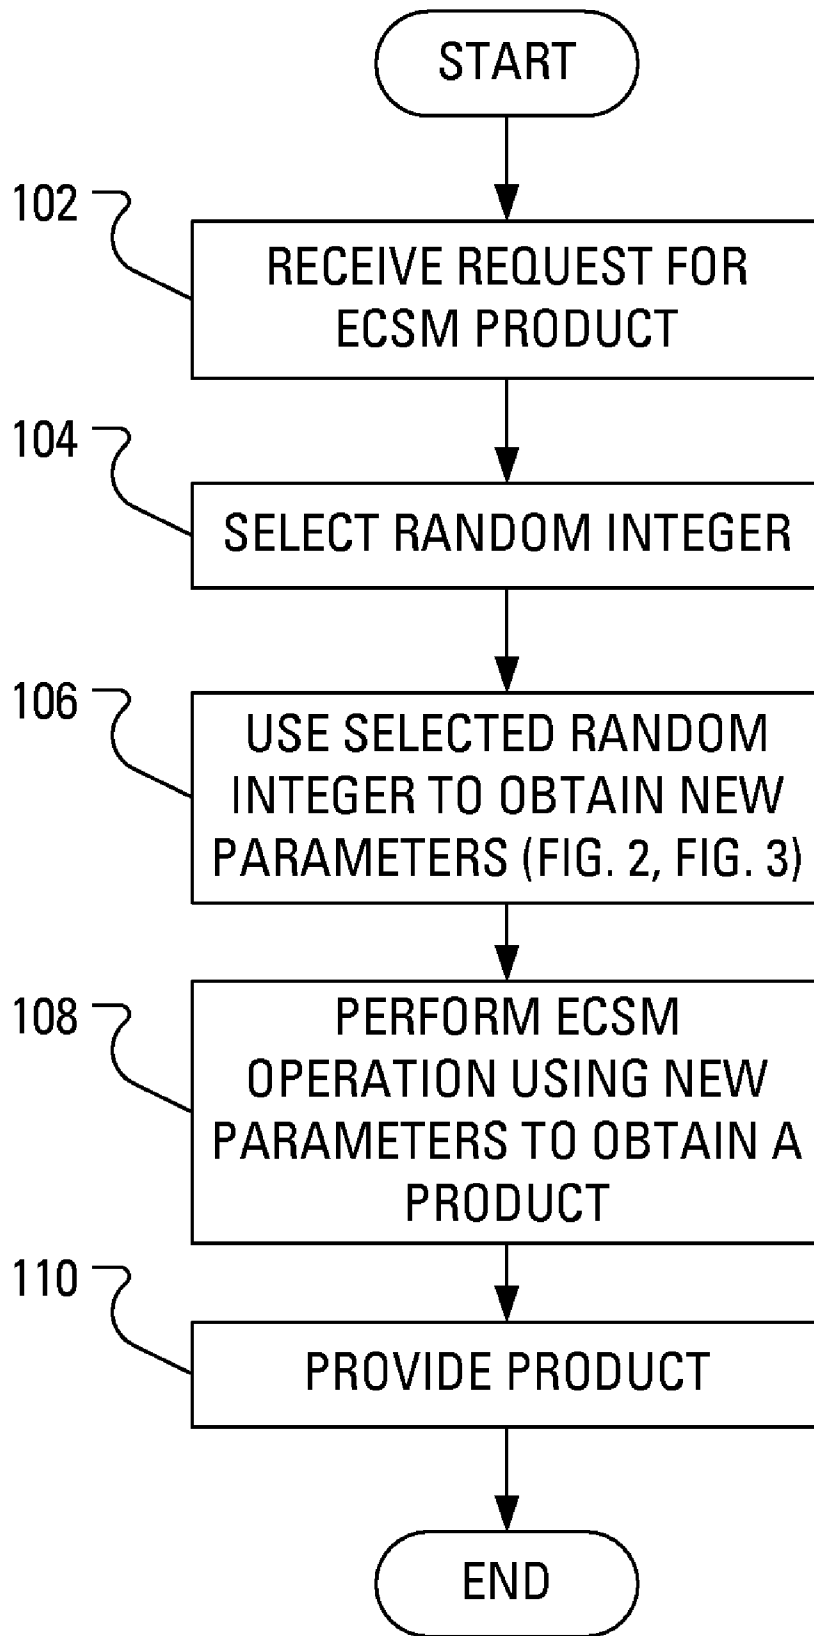 START
102
RECEIVE REQUEST FOR
ECSM PRODUCT
104
SELECT RANDOM INTEGER
106
USE SELECTED RANDOM
INTEGER TO OBTAIN NEW
PARAMETERS (FIG. 2, FIG. 3)
108
PERFORM ECSM
OPERATION USING NEW
PARAMETERS TO OBTAIN A
PRODUCT
110
PROVIDE PRODUCT
END